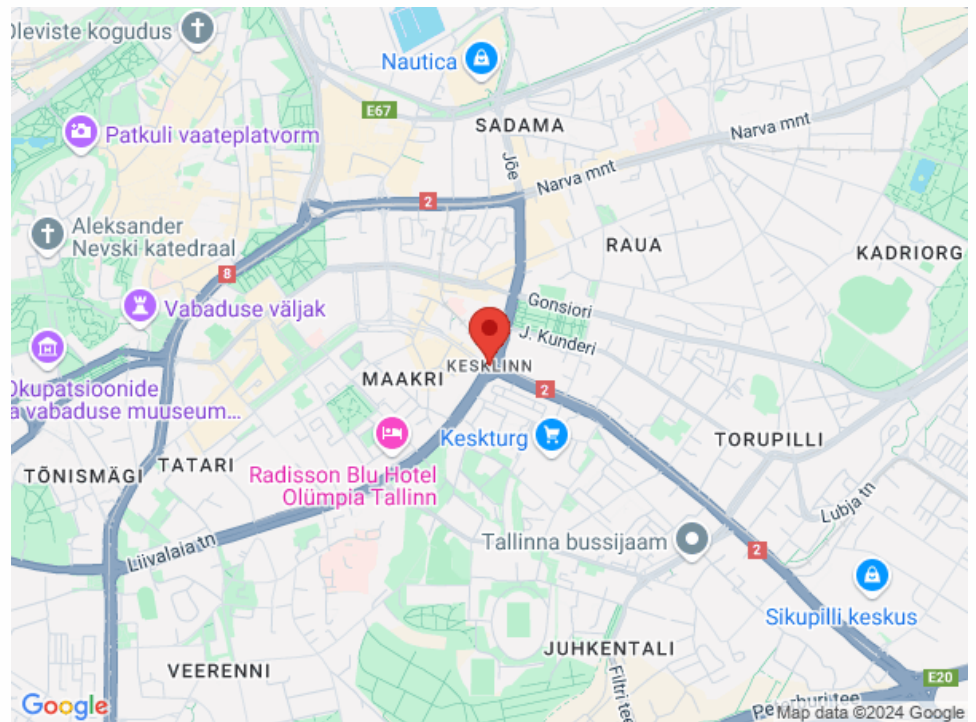 Oleviste kogudus
Nautica
E67
SADAMA
Patkuli vaateplatvorm
Narva mnt
Jõe
Narva mnt
2
Aleksander
Nevski katedraal
RAUA
KADRIORG
8
Vabaduse väljak
Gonsiori
J. Kunderi
KESKLINN
MAAKRI
2
Okupatsioonide
a vabaduse muuseum...
Keskturg
TORUPILLI
TÕNISMÄGI
TATARI
Radisson Blu Hotel
Olümpia Tallinn
Lubja tn
Liivalaia tn
Tallinna bussijaam
2
Sikupilli keskus
JUHKENTALI
VEERENNI
Filtri tee
E20
Google
Map data ©2024 Google